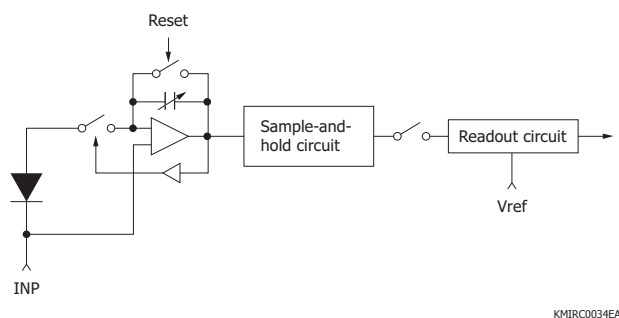 Reset
Sample-and-
hold circuit
Readout circuit
Vref
INP
KMIRC0034EA